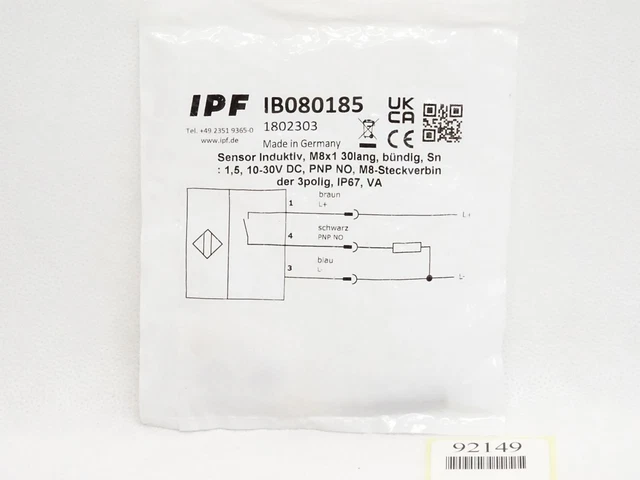 IPF IB080185 UK CA
Tel. +49 2351 9365-0 1802303
www.ipf.de Made in Germany CE
Sensor Induktiv, M8x1 30lang, bündig, Sn
: 1,5, 10-30V DC, PNP NO, M8-Steckverbin
der 3polig, IP67, VA
braun
1 L+ L+
schwarz
4 PNP NO
blau
3 L- L-
92149